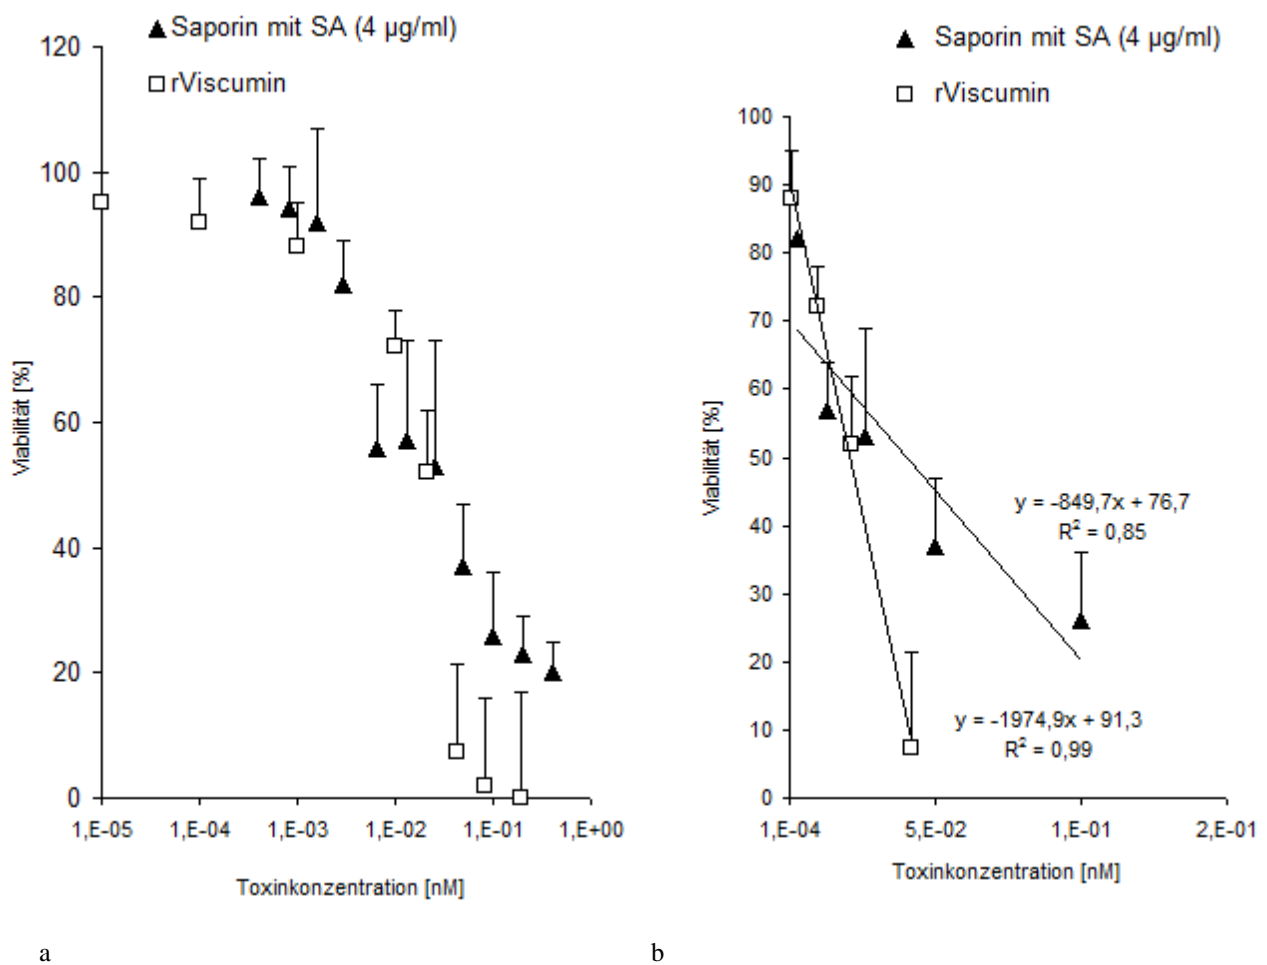 Saporin mit SA (4 µg/ml)
rViscumin
120
100
80
60
40
20
0
Viabilität [%]
1,E-05 1,E-04 1,E-03 1,E-02 1,E-01 1,E+00
Toxinkonzentration [nM]
a
Saporin mit SA (4 µg/ml)
rViscumin
100
90
80
70
60
50
40
30
20
10
0
Viabilität [%]
y = -849,7x + 76,7
R² = 0,85
y = -1974,9x + 91,3
R² = 0,99
1,E-04 5,E-02 1,E-01 2,E-01
Toxinkonzentration [nM]
b